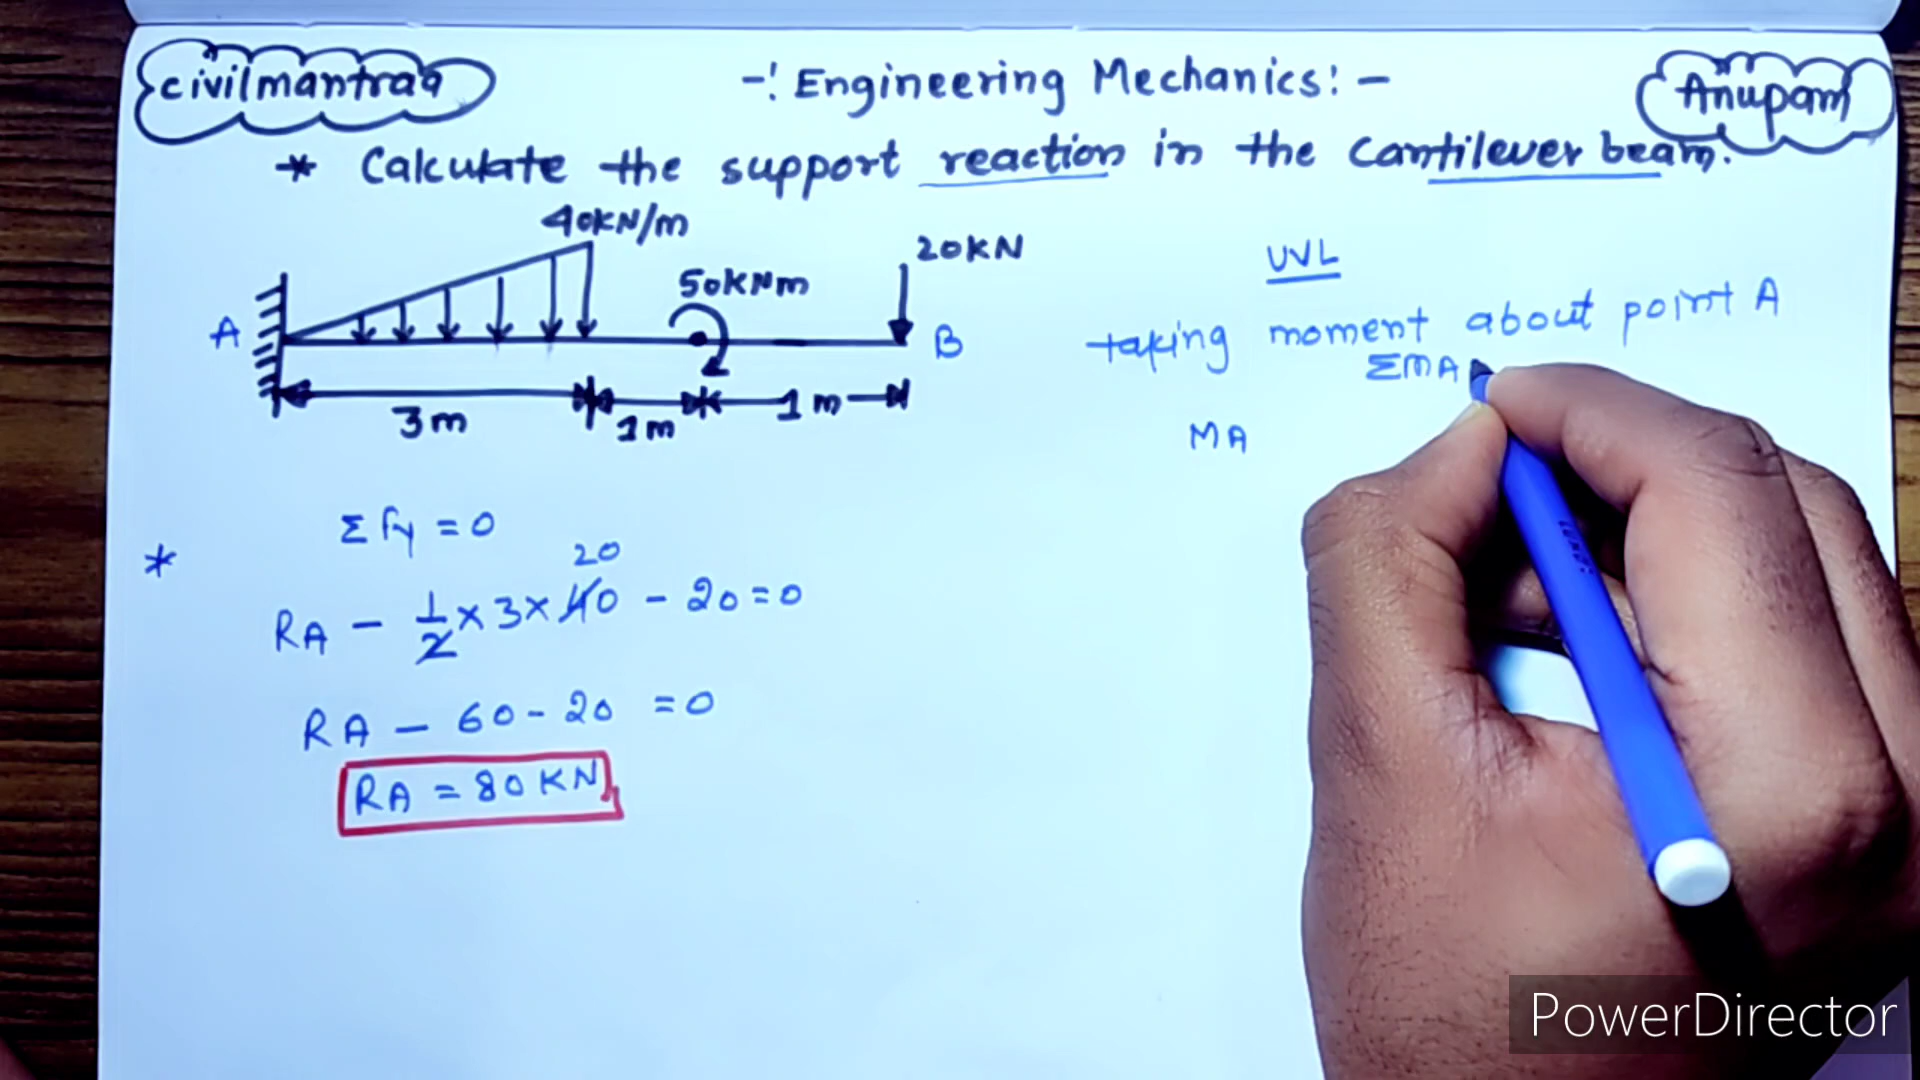 civilmantraa
-: Engineering Mechanics: -
Anupam
* Calculate the support reaction in the cantilever beam.
40KN/m
50KNm
20KN
A
B
3m
1m
1m
UVL
taking moment about point A
ΣMA
MA
* ΣFy = 0
20
RA - 1/2 × 3 × 40 - 20 = 0
RA - 60 - 20 = 0
RA = 80 KN
PowerDirector